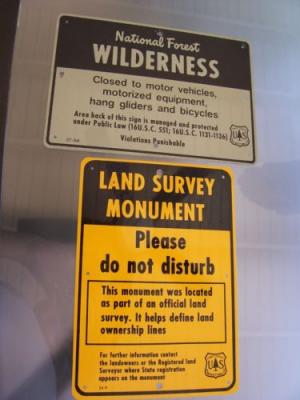 National Forest
WILDERNESS
Closed to motor vehicles,
motorized equipment,
hang gliders and bicycles
Area back of this sign is managed and protected
under Public Law (16U.S.C. 551; 16U.S.C. 1131-1136)
Violations Punishable
LAND SURVEY
MONUMENT
Please
do not disturb
This monument was located
as part of an official land
survey. It helps define land
ownership lines
For further information contact
the landowners or the Registered land
Surveyor where State registration
appears on the monument